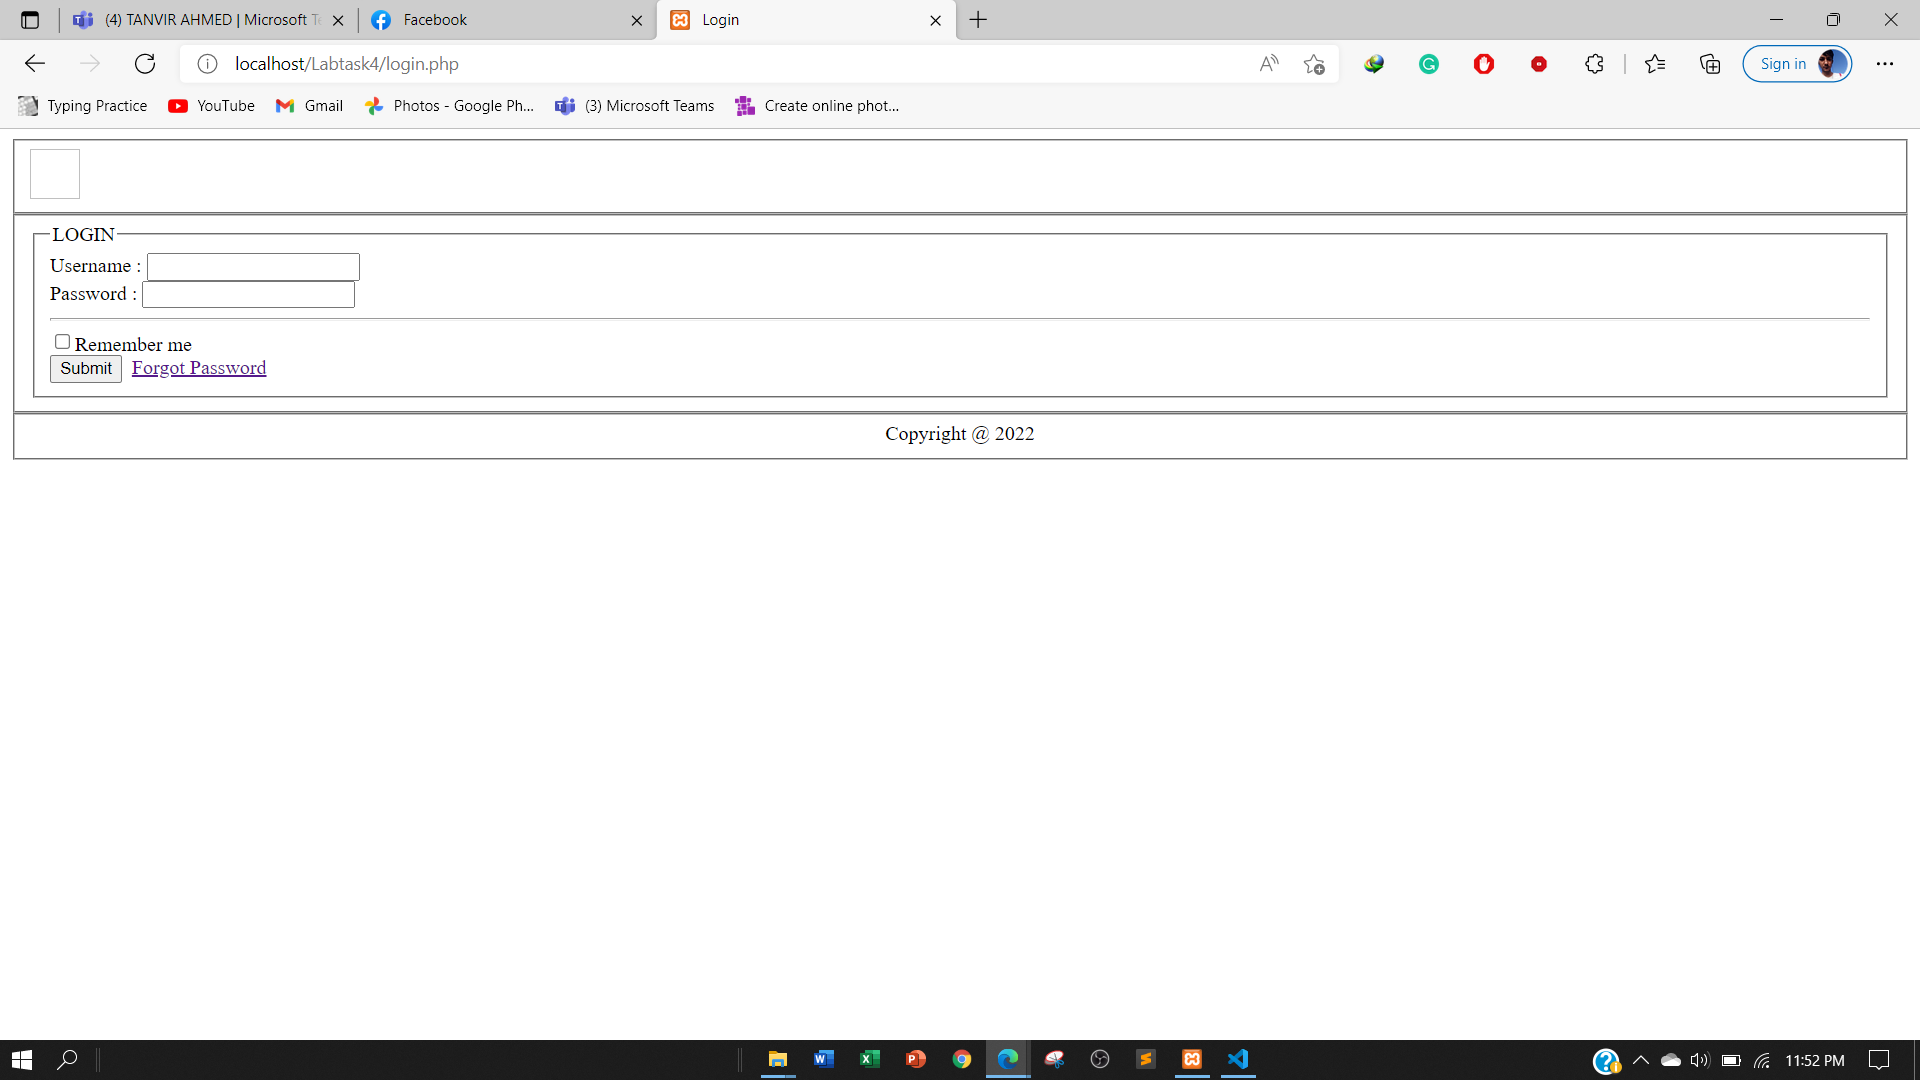 (4) TANVIR AHMED | Microsoft Te
Facebook
Login
localhost/Labtask4/login.php
Sign in
Typing Practice
YouTube
Gmail
Photos - Google Ph...
(3) Microsoft Teams
Create online phot...
LOGIN
Username :
Password :
Remember me
Submit Forgot Password
Copyright @ 2022
11:52 PM